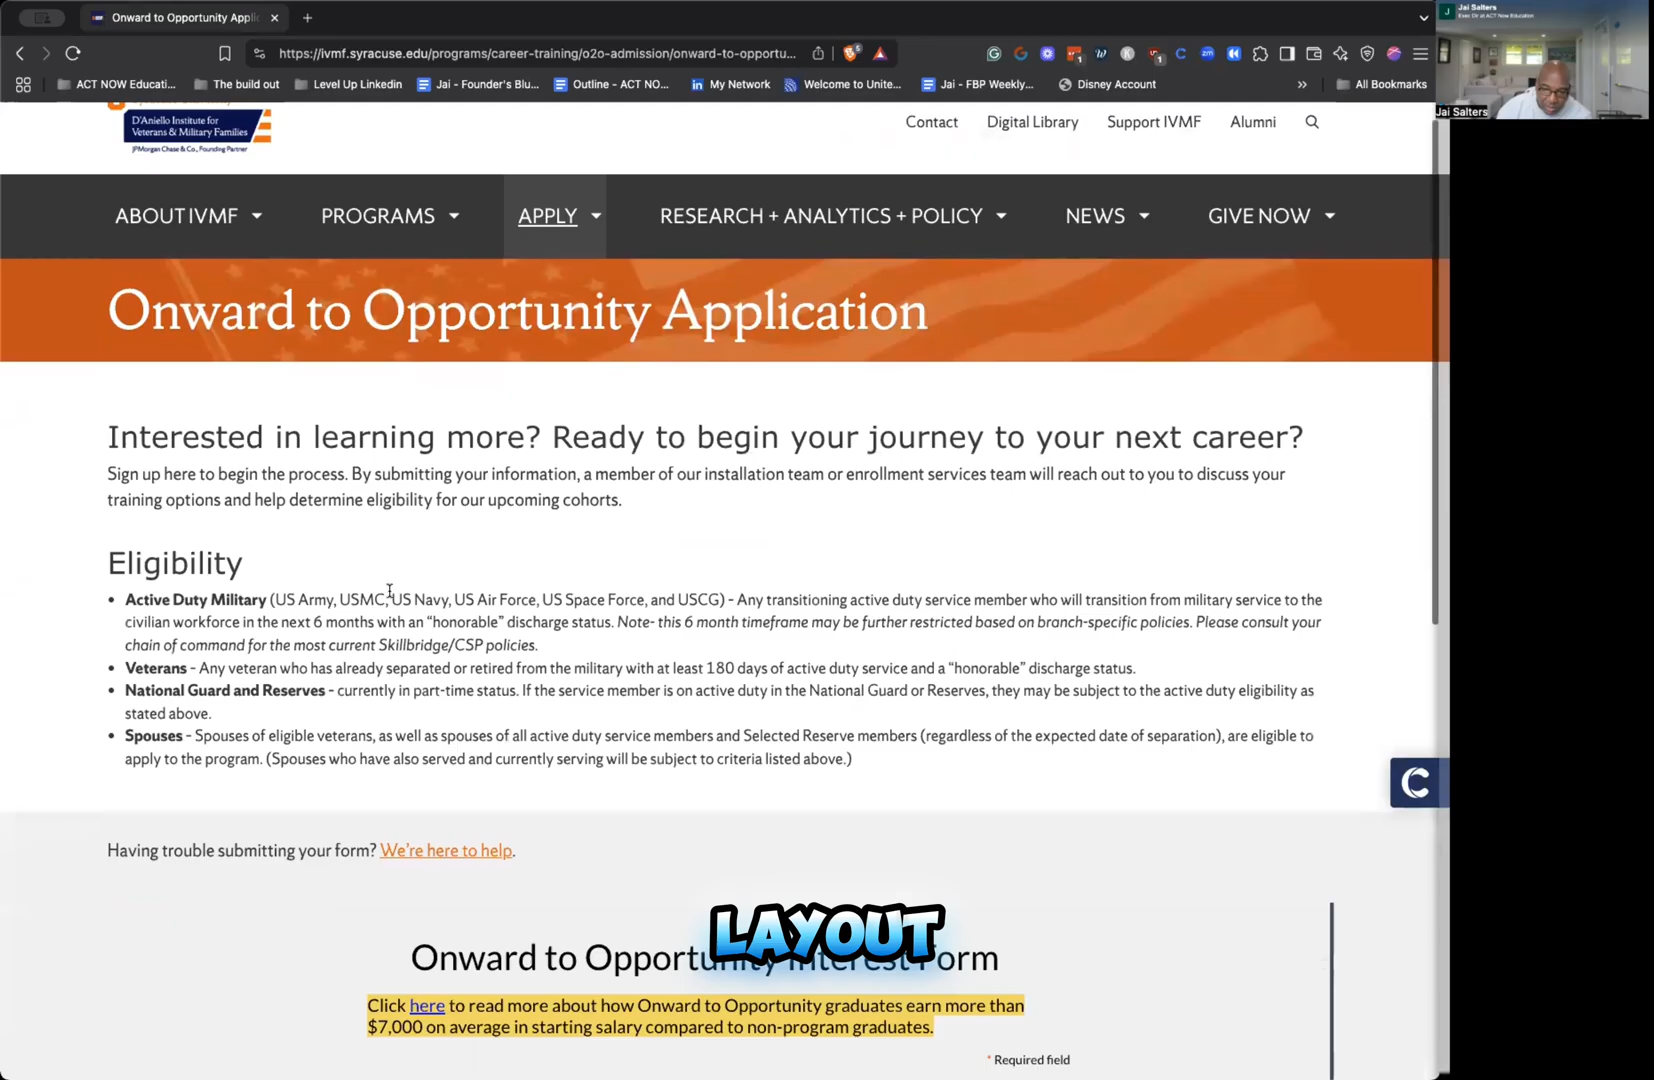 Onward to Opportunity Appli
https://ivmf.syracuse.edu/programs/career-training/o2o-admission/onward-to-opportu...
ACT NOW Educati...
The build out
Level Up Linkedin
Jai - Founder's Blu...
Outline - ACT NO...
My Network
Welcome to Unite...
Jai - FBP Weekly...
Disney Account
All Bookmarks
Jai Salters
Exec Dir at ACT Now Education
Jai Salters
D'Aniello Institute for
Veterans & Military Families
JPMorgan Chase & Co., Founding Partner
Contact
Digital Library
Support IVMF
Alumni
ABOUT IVMF
PROGRAMS
APPLY
RESEARCH + ANALYTICS + POLICY
NEWS
GIVE NOW
Onward to Opportunity Application
Interested in learning more? Ready to begin your journey to your next career?
Sign up here to begin the process. By submitting your information, a member of our installation team or enrollment services team will reach out to you to discuss your
training options and help determine eligibility for our upcoming cohorts.
Eligibility
• Active Duty Military (US Army, USMC, US Navy, US Air Force, US Space Force, and USCG) - Any transitioning active duty service member who will transition from military service to the
civilian workforce in the next 6 months with an “honorable” discharge status. Note- this 6 month timeframe may be further restricted based on branch-specific policies. Please consult your
chain of command for the most current Skillbridge/CSP policies.
• Veterans - Any veteran who has already separated or retired from the military with at least 180 days of active duty service and a “honorable” discharge status.
• National Guard and Reserves - currently in part-time status. If the service member is on active duty in the National Guard or Reserves, they may be subject to the active duty eligibility as
stated above.
• Spouses - Spouses of eligible veterans, as well as spouses of all active duty service members and Selected Reserve members (regardless of the expected date of separation), are eligible to
apply to the program. (Spouses who have also served and currently serving will be subject to criteria listed above.)
Having trouble submitting your form? We're here to help.
LAYOUT
Onward to Opportunity Interest Form
Click here to read more about how Onward to Opportunity graduates earn more than
$7,000 on average in starting salary compared to non-program graduates.
* Required field